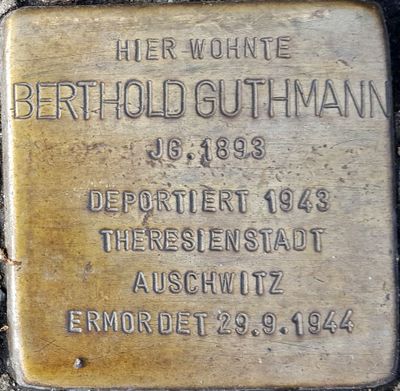 HIER WOHNTE
BERTHOLD GUTHMANN
JG. 1893
DEPORTIERT 1943
THERESIENSTADT
AUSCHWITZ
ERMORDET 29.9.1944